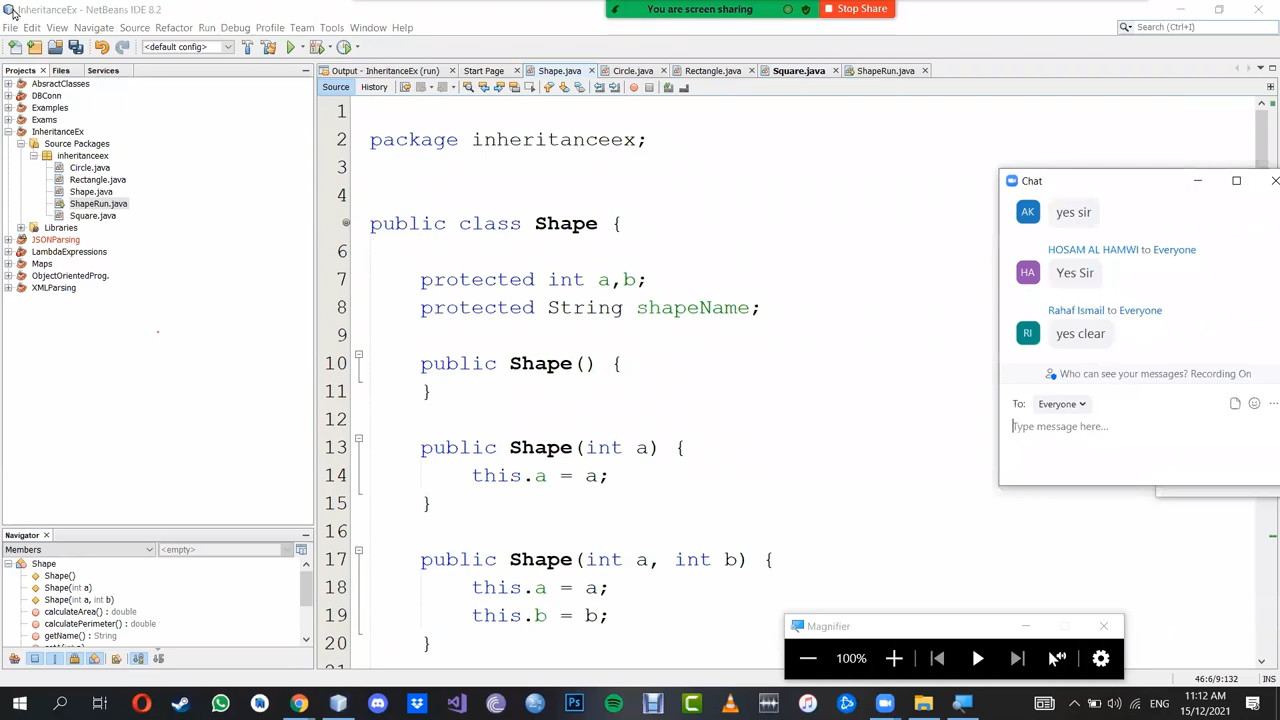 InheritanceEx - NetBeans IDE 8.2
You are screen sharing
Stop Share
File Edit View Navigate Source Refactor Run Debug Profile Team Tools Window Help
Search (Ctrl+I)
<default config>
Projects Files Services
Output - InheritanceEx (run) Start Page Shape.java Circle.java Rectangle.java Square.java ShapeRun.java
Source History
AbstractClasses
DBConn
Examples
Exams
InheritanceEx
Source Packages
inheritanceex
Circle.java
Rectangle.java
Shape.java
ShapeRun.java
Square.java
Libraries
JSONParsing
LambdaExpressions
Maps
ObjectOrientedProg.
XMLParsing
1
2 package inheritanceex;
3
4
public class Shape {
6
7 protected int a,b;
8 protected String shapeName;
9
10 public Shape() {
11 }
12
13 public Shape(int a) {
14 this.a = a;
15 }
16
17 public Shape(int a, int b) {
18 this.a = a;
19 this.b = b;
20 }
Chat
AK
yes sir
HOSAM AL HAMWI to Everyone
HA
Yes Sir
Rahaf Ismail to Everyone
RI
yes clear
Who can see your messages? Recording On
To: Everyone
Type message here...
Navigator
Members <empty>
Shape
Shape()
Shape(int a)
Shape(int a, int b)
calculateArea() : double
calculatePerimeter() : double
getName() : String
Magnifier
100%
46:6/9:132 INS
Ps
ENG
11:12 AM
15/12/2021